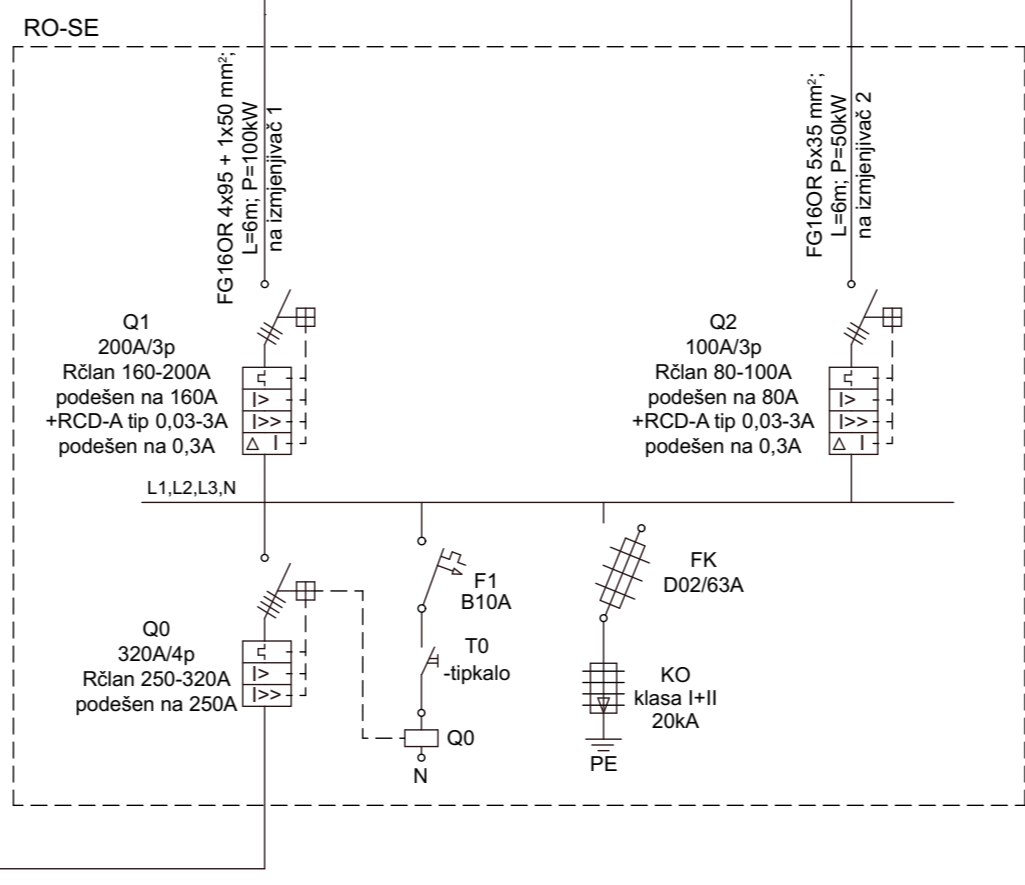 RO-SE
FG16OR 4x95 + 1x50 mm²;
L=6m; P=100kW
na izmjenjivač 1
FG16OR 5x35 mm²;
L=6m; P=50kW
na izmjenjivač 2
Q1
200A/3p
Rčlan 160-200A
podešen na 160A
+RCD-A tip 0,03-3A
podešen na 0,3A
I>
I>>
△ I
Q2
100A/3p
Rčlan 80-100A
podešen na 80A
+RCD-A tip 0,03-3A
podešen na 0,3A
I>
I>>
△ I
L1,L2,L3,N
Q0
320A/4p
Rčlan 250-320A
podešen na 250A
I>
I>>
F1
B10A
T0
-tipkalo
Q0
N
FK
D02/63A
KO
klasa I+II
20kA
PE